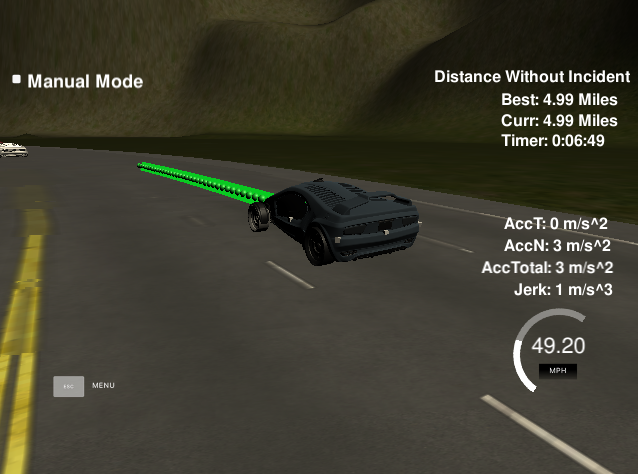 Manual Mode
Distance Without Incident
Best: 4.99 Miles
Curr: 4.99 Miles
Timer: 0:06:49
AccT: 0 m/s^2
AccN: 3 m/s^2
AccTotal: 3 m/s^2
Jerk: 1 m/s^3
49.20
MPH
ESC MENU